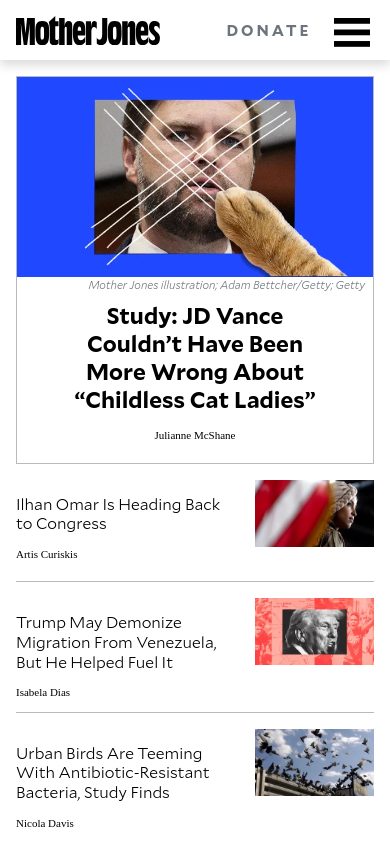 Mother Jones
DONATE
Mother Jones illustration; Adam Bettcher/Getty; Getty
Study: JD Vance
Couldn’t Have Been
More Wrong About
“Childless Cat Ladies”
Julianne McShane
Ilhan Omar Is Heading Back
to Congress
Artis Curiskis
Trump May Demonize
Migration From Venezuela,
But He Helped Fuel It
Isabela Dias
Urban Birds Are Teeming
With Antibiotic-Resistant
Bacteria, Study Finds
Nicola Davis